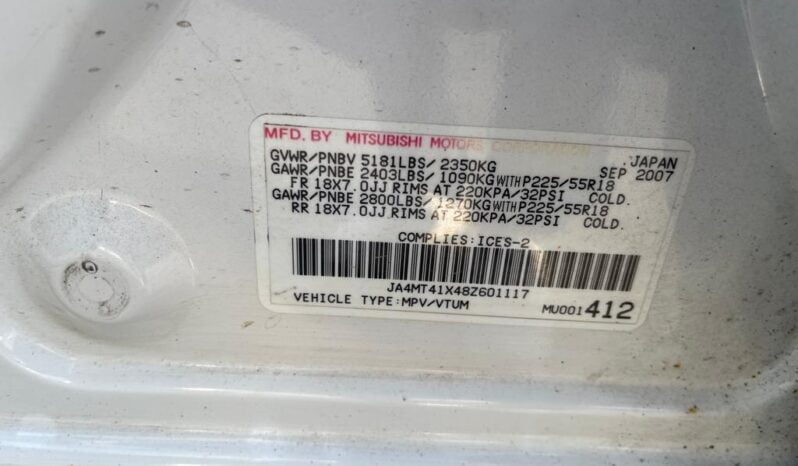 MFD. BY MITSUBISHI MOTORS CORPORATION, JAPAN
GVWR/PNBV 5181LBS/ 2350KG SEP 2007
GAWR/PNBE 2403LBS/ 1090KG WITH P225/55R18
FR 18X7.0JJ RIMS AT 220KPA/32PSI COLD.
GAWR/PNBE 2800LBS/ 1270KG WITH P225/55R18
RR 18X7.0JJ RIMS AT 220KPA/32PSI COLD.
COMPLIES:ICES-2
JA4MT41X48Z601117
VEHICLE TYPE:MPV/VTUM MU001412